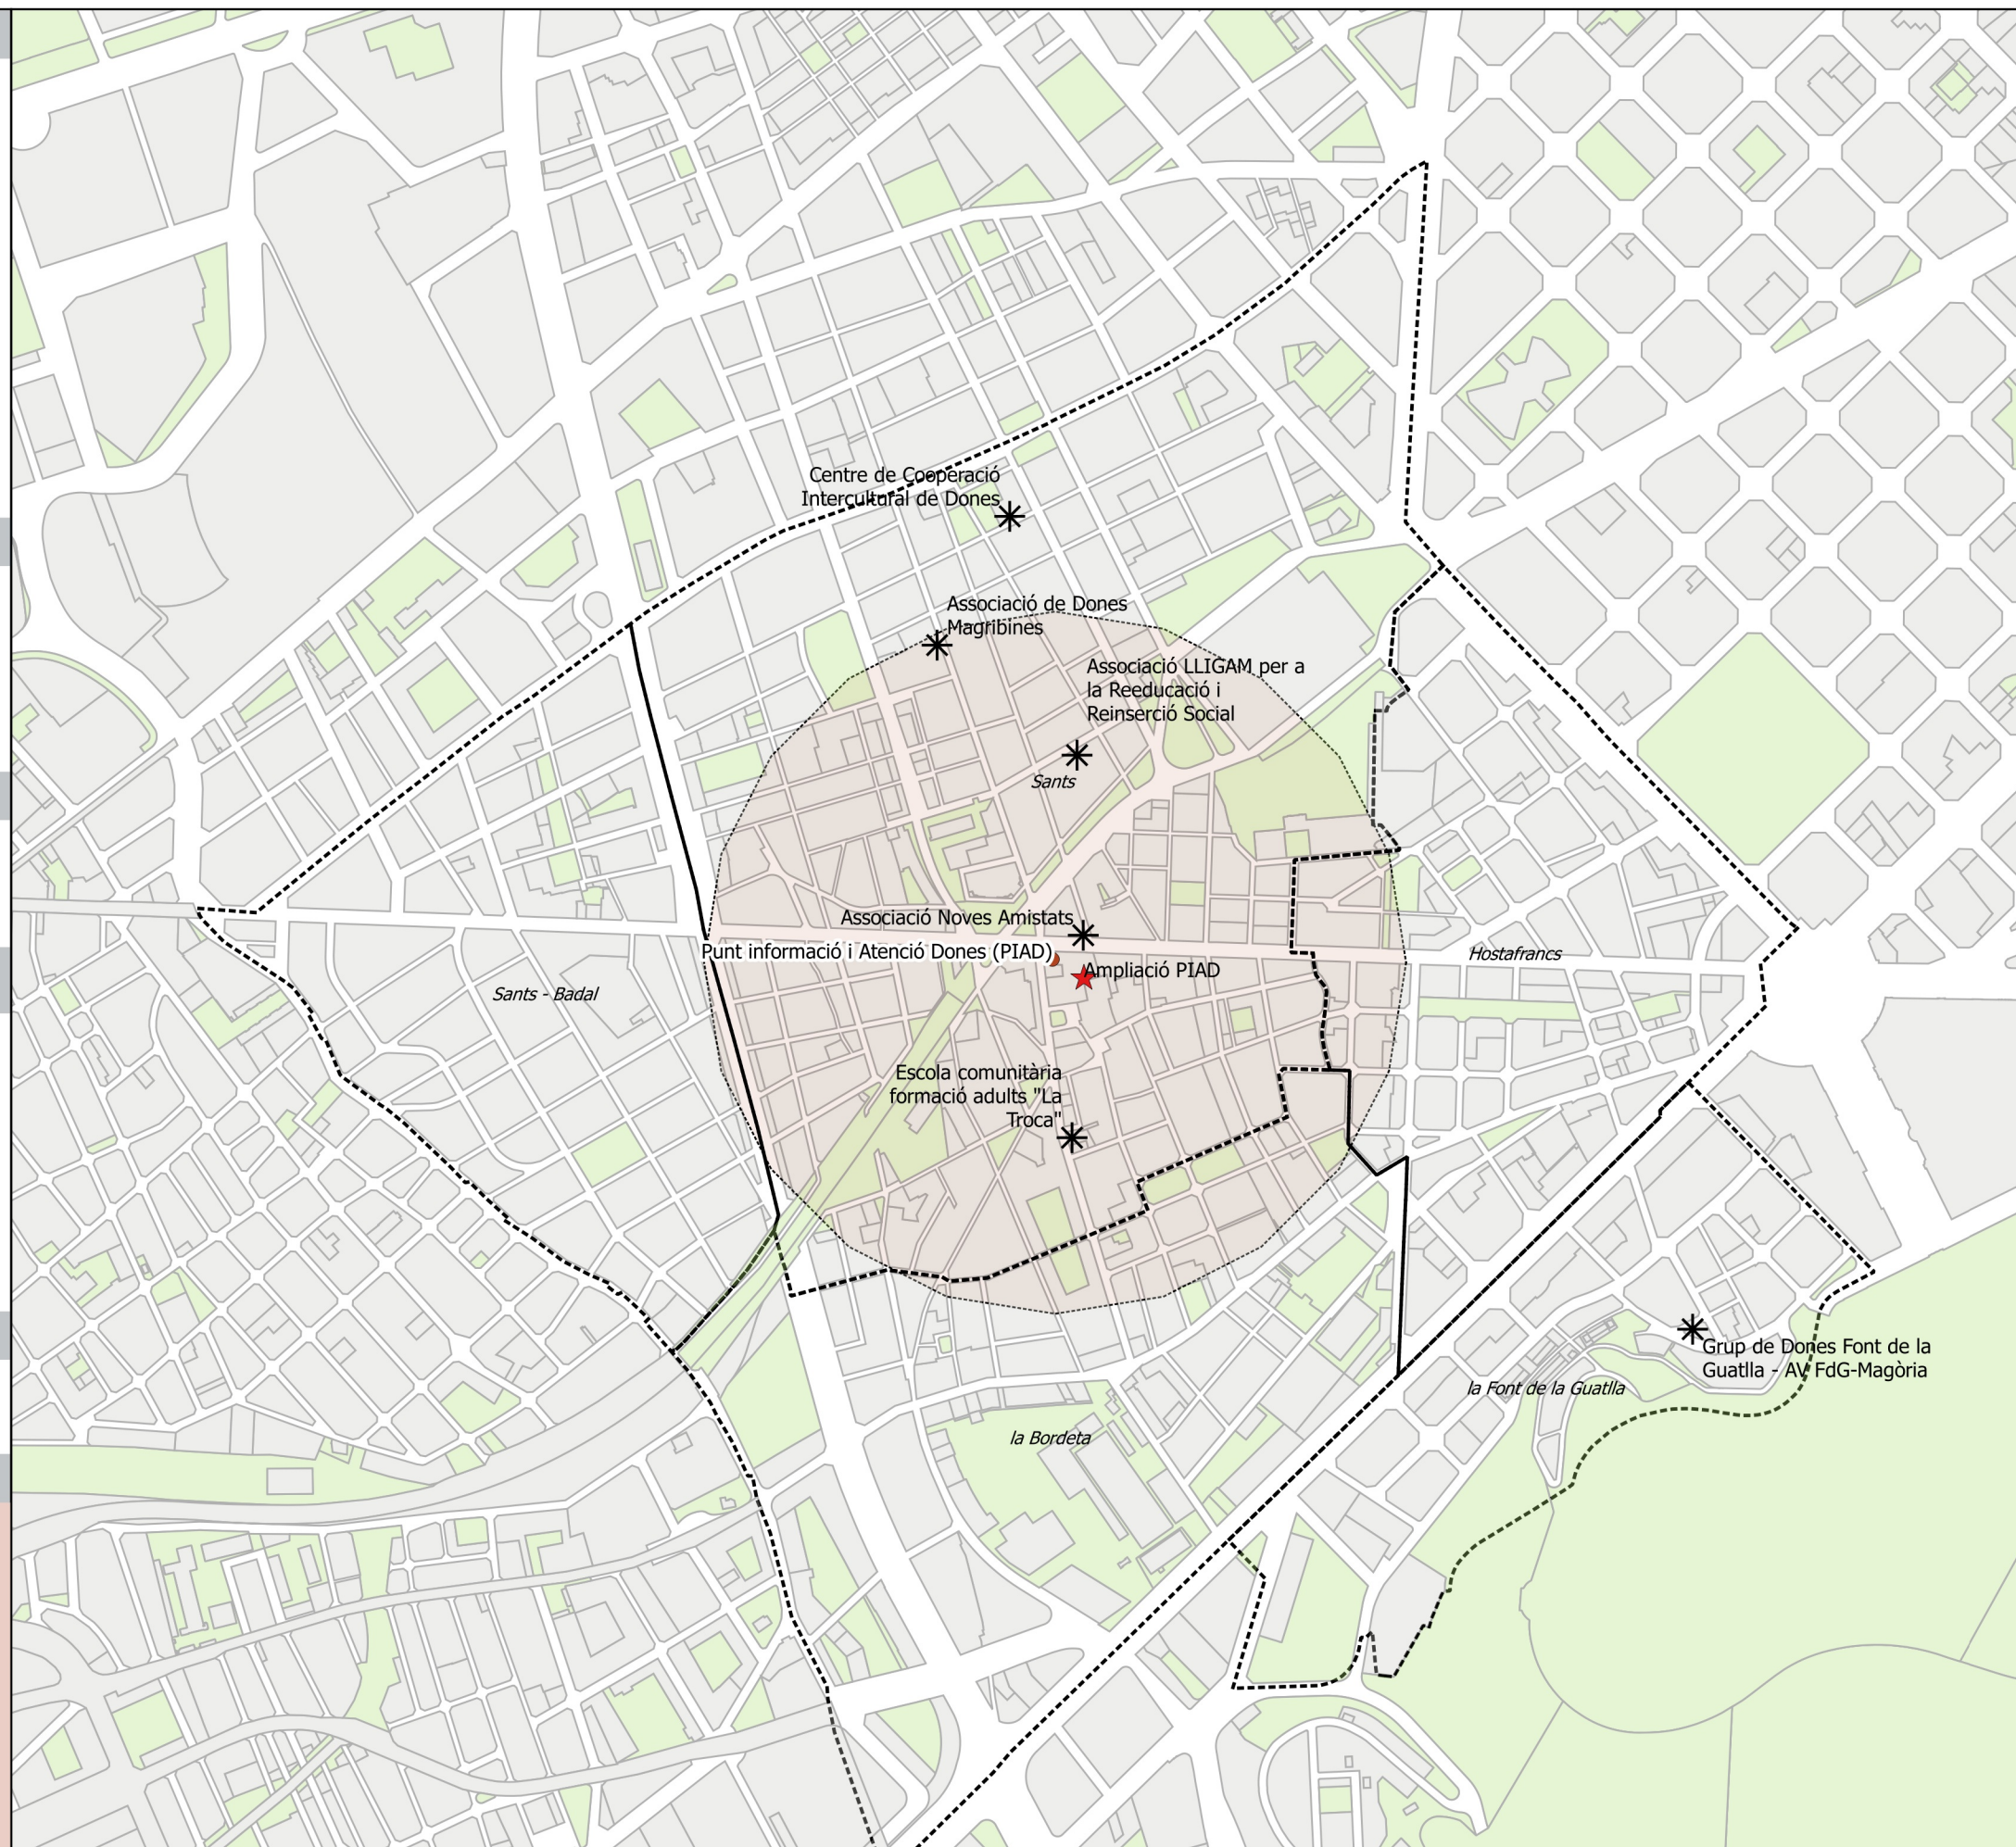 Centre de Cooperació
Intercultural de Dones
Associació de Dones
Magribines
Associació LLIGAM per a
la Reeducació i
Reinserció Social
Sants
Associació Noves Amistats
Punt informació i Atenció Dones (PIAD)
Hostafrancs
Ampliació PIAD
Sants - Badal
Escola comunitària
formació adults "La
Troca"
Grup de Dones Font de la
Guatlla - AV FdG-Magòria
la Font de la Guatlla
la Bordeta